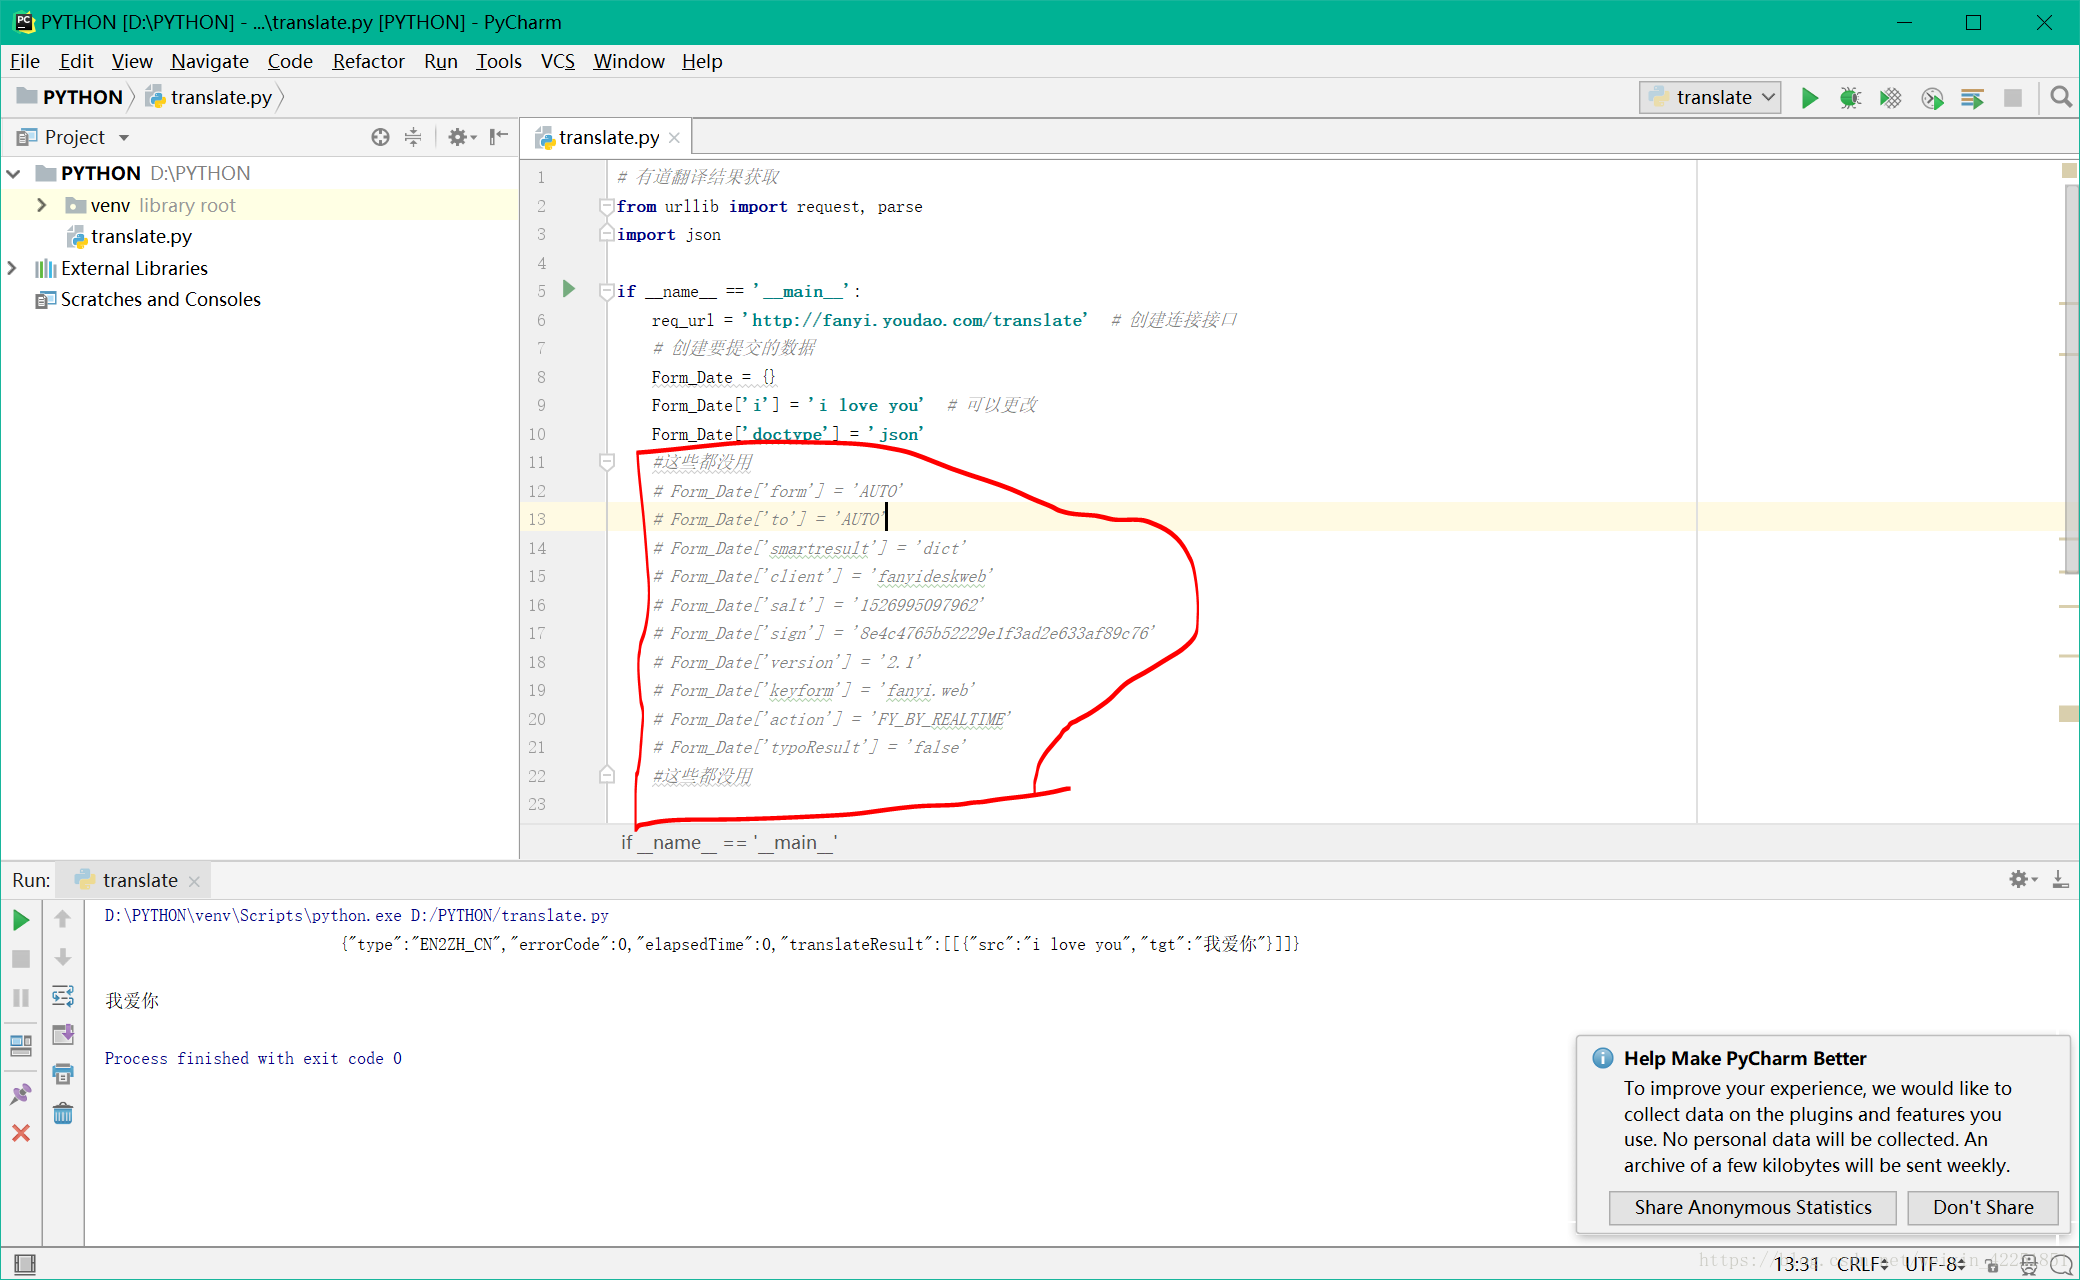 PYTHON [D:\PYTHON] - ...\translate.py [PYTHON] - PyCharm
File Edit View Navigate Code Refactor Run Tools VCS Window Help
PYTHON translate.py
translate
Project
translate.py
PYTHON D:\PYTHON
venv library root
translate.py
External Libraries
Scratches and Consoles
1 # 有道翻译结果获取
2 from urllib import request, parse
3 import json
4
5 if __name__ == '__main__':
6 req_url = 'http://fanyi.youdao.com/translate' # 创建连接接口
7 # 创建要提交的数据
8 Form_Date = {}
9 Form_Date['i'] = 'i love you' # 可以更改
10 Form_Date['doctype'] = 'json'
11 #这些都没用
12 # Form_Date['form'] = 'AUTO'
13 # Form_Date['to'] = 'AUTO'
14 # Form_Date['smartresult'] = 'dict'
15 # Form_Date['client'] = 'fanyideskweb'
16 # Form_Date['salt'] = '1526995097962'
17 # Form_Date['sign'] = '8e4c4765b52229e1f3ad2e633af89c76'
18 # Form_Date['version'] = '2.1'
19 # Form_Date['keyform'] = 'fanyi.web'
20 # Form_Date['action'] = 'FY_BY_REALTIME'
21 # Form_Date['typoResult'] = 'false'
22 #这些都没用
23
if __name__ == '__main__'
Run: translate
D:\PYTHON\venv\Scripts\python.exe D:/PYTHON/translate.py
{"type":"EN2ZH_CN","errorCode":0,"elapsedTime":0,"translateResult":[[{"src":"i love you","tgt":"我爱你"}]]}
我爱你
Process finished with exit code 0
Help Make PyCharm Better
To improve your experience, we would like to
collect data on the plugins and features you
use. No personal data will be collected. An
archive of a few kilobytes will be sent weekly.
Share Anonymous Statistics Don't Share
13:31 CRLF UTF-8